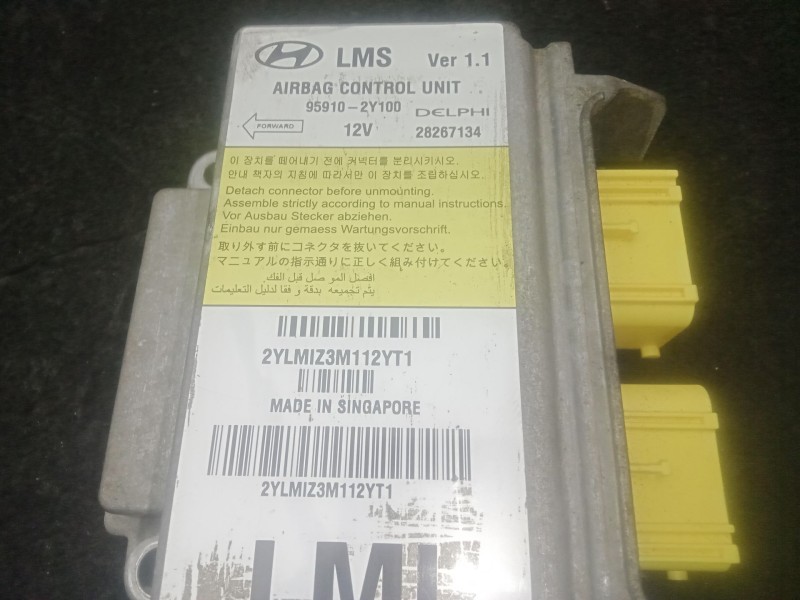 LMS Ver 1.1
AIRBAG CONTROL UNIT
95910-2Y100 DELPHI
FORWARD 12V 28267134
이 장치를 떼어내기 전에 커넥터를 분리시키시오.
안내 책자의 지침에 따라서만 이 장치를 조립하십시오.
Detach connector before unmounting.
Assemble strictly according to manual instructions.
Vor Ausbau Stecker abziehen.
Einbau nur gemaess Wartungsvorschrift.
取り外す前にコネクタを抜いてください。
マニュアルの指示通りに正しく組み付けてください。
افصل الموصل قبل الفك
يتم تجميعه بدقة و فقا لدليل التعليمات
2YLMIZ3M112YT1
MADE IN SINGAPORE
2YLMIZ3M112YT1